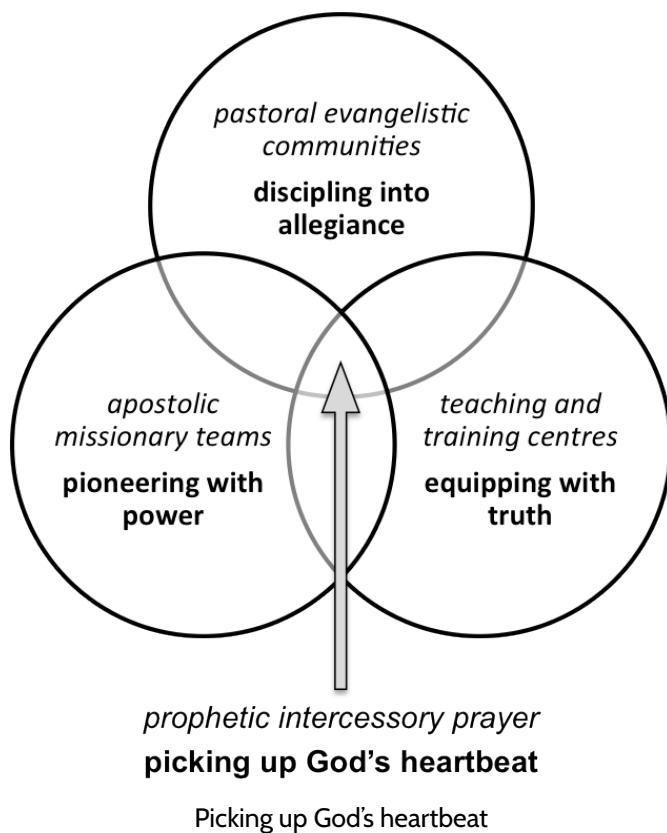 pastoral evangelistic
communities
discipling into
allegiance
apostolic
missionary teams
pioneering with
power
teaching and
training centres
equipping with
truth
prophetic intercessory prayer
picking up God’s heartbeat
Picking up God’s heartbeat